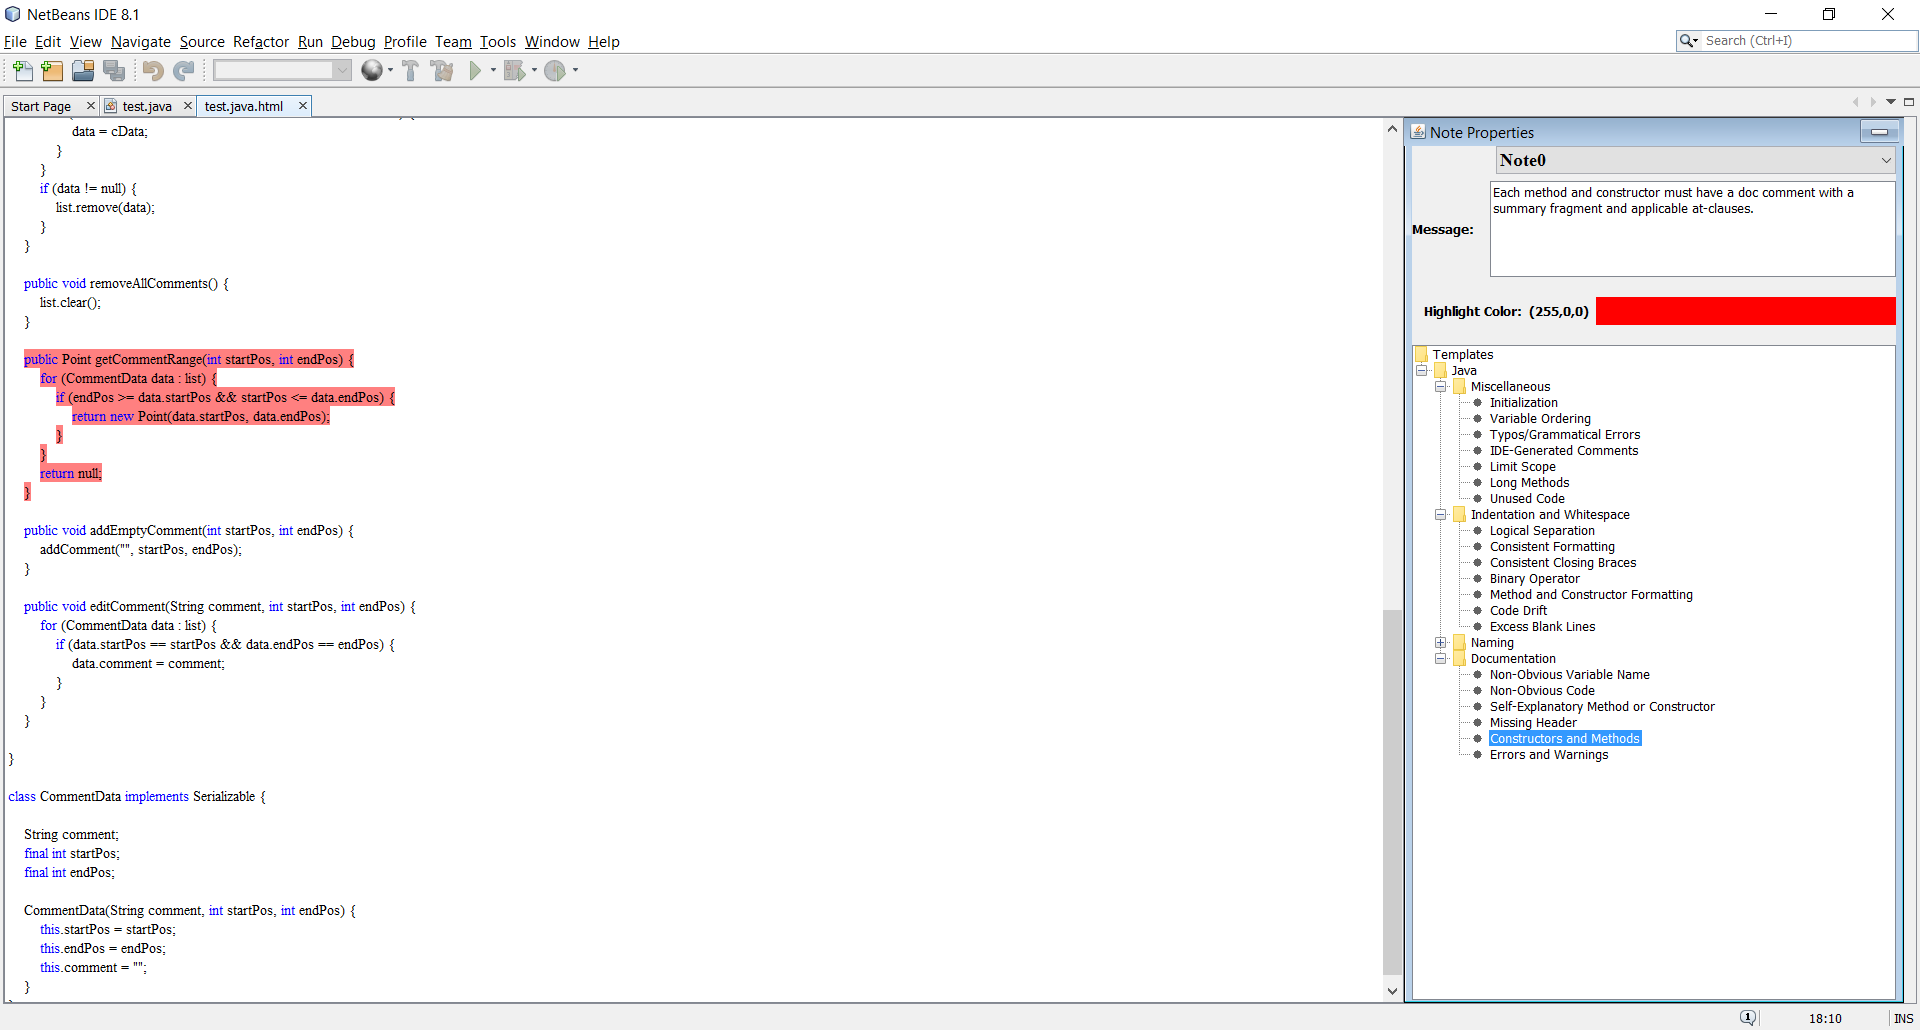 NetBeans IDE 8.1
File Edit View Navigate Source Refactor Run Debug Profile Team Tools Window Help
Search (Ctrl+I)
Start Page
test.java
test.java.html
data = cData;
}
}
if (data != null) {
list.remove(data);
}
}
public void removeAllComments() {
list.clear();
}
public Point getCommentRange(int startPos, int endPos) {
for (CommentData data : list) {
if (endPos >= data.startPos && startPos <= data.endPos) {
return new Point(data.startPos, data.endPos);
}
}
return null;
}
public void addEmptyComment(int startPos, int endPos) {
addComment("", startPos, endPos);
}
public void editComment(String comment, int startPos, int endPos) {
for (CommentData data : list) {
if (data.startPos == startPos && data.endPos == endPos) {
data.comment = comment;
}
}
}
}
class CommentData implements Serializable {
String comment;
final int startPos;
final int endPos;
CommentData(String comment, int startPos, int endPos) {
this.startPos = startPos;
this.endPos = endPos;
this.comment = "";
}
Note Properties
Note0
Message:
Each method and constructor must have a doc comment with a
summary fragment and applicable at-clauses.
Highlight Color: (255,0,0)
Templates
Java
Miscellaneous
Initialization
Variable Ordering
Typos/Grammatical Errors
IDE-Generated Comments
Limit Scope
Long Methods
Unused Code
Indentation and Whitespace
Logical Separation
Consistent Formatting
Consistent Closing Braces
Binary Operator
Method and Constructor Formatting
Code Drift
Excess Blank Lines
Naming
Documentation
Non-Obvious Variable Name
Non-Obvious Code
Self-Explanatory Method or Constructor
Missing Header
Constructors and Methods
Errors and Warnings
1
18:10
INS